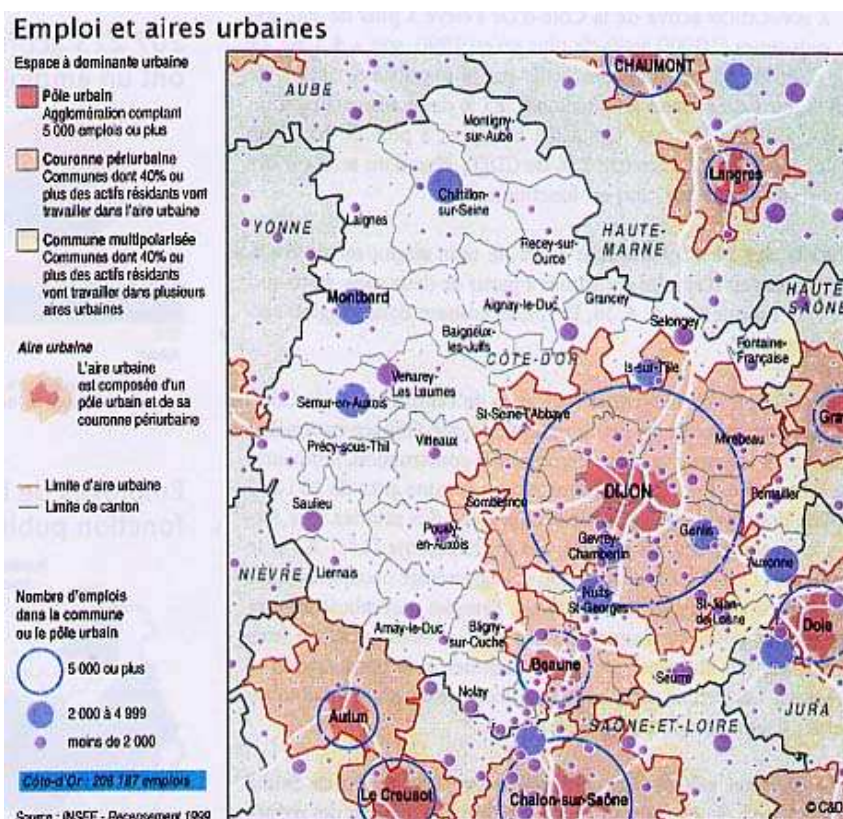 Emploi et aires urbaines
Espace à dominante urbaine
Pôle urbain
Agglomération comptant
5 000 emplois ou plus
Couronne périurbaine
Communes dont 40% ou
plus des actifs résidants vont
travailler dans l'aire urbaine
Commune multipolarisée
Communes dont 40% ou
plus des actifs résidants
vont travailler dans plusieurs
aires urbaines
Aire urbaine
L'aire urbaine
est composée d'un
pôle urbain et de sa
couronne périurbaine
Limite d'aire urbaine
Limite de canton
Nombre d'emplois
dans la commune
ou le pôle urbain
5 000 ou plus
2 000 à 4 999
moins de 2 000
Côte-d'Or : 206 187 emplois
Source : INSEE - Recensement 1999
CHAUMONT
AUBE
Montigny-
sur-Aube
Langres
Châtillon-
sur-Seine
Laignes
YONNE
Recey-sur-
Ource
HAUTE-
MARNE
Montbard
Aignay-le-Duc
Grancey
HAUTE-
SAÔNE
Baigneux-
les-Juifs
Selongey
CÔTE-D'OR
Fontaine-
Française
Is-sur-Tille
Venarey-
Les Laumes
Semur-en-Auxois
St-Seine-l'Abbaye
Gra
Précy-sous-Thil
Vitteaux
Mirebeau
DIJON
Saulieu
Sombernon
Pontailler
Pouilly-
en-Auxois
Gevrey-
Chambertin
Genlis
Auxonne
NIÈVRE
Liernais
Nuits-
St-Georges
St-Jean-
de-Losne
Dole
Arnay-le-Duc
Bligny-
sur-Ouche
Beaune
Seurre
Nolay
JURA
Autun
SAÔNE-ET-LOIRE
Le Creusot
Chalon-sur-Saône
© C&D